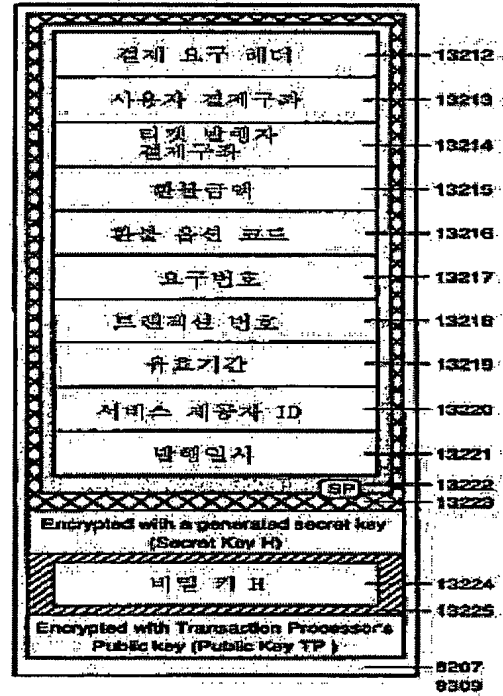 결제 요구 헤더 13212
사용자 결제구좌 13213
티켓 발행자
결제구좌 13214
환불금액 13215
환불 옵션 코드 13216
요구번호 13217
트랜잭션 번호 13218
유효기간 13219
서비스 제공자 ID 13220
발행일시 13221
SP 13222
13223
Encrypted with a generated secret key
(Secret Key H)
비밀 키 H 13224
13225
Encrypted with Transaction Processor's
Public key (Public Key TP )
8207
8309